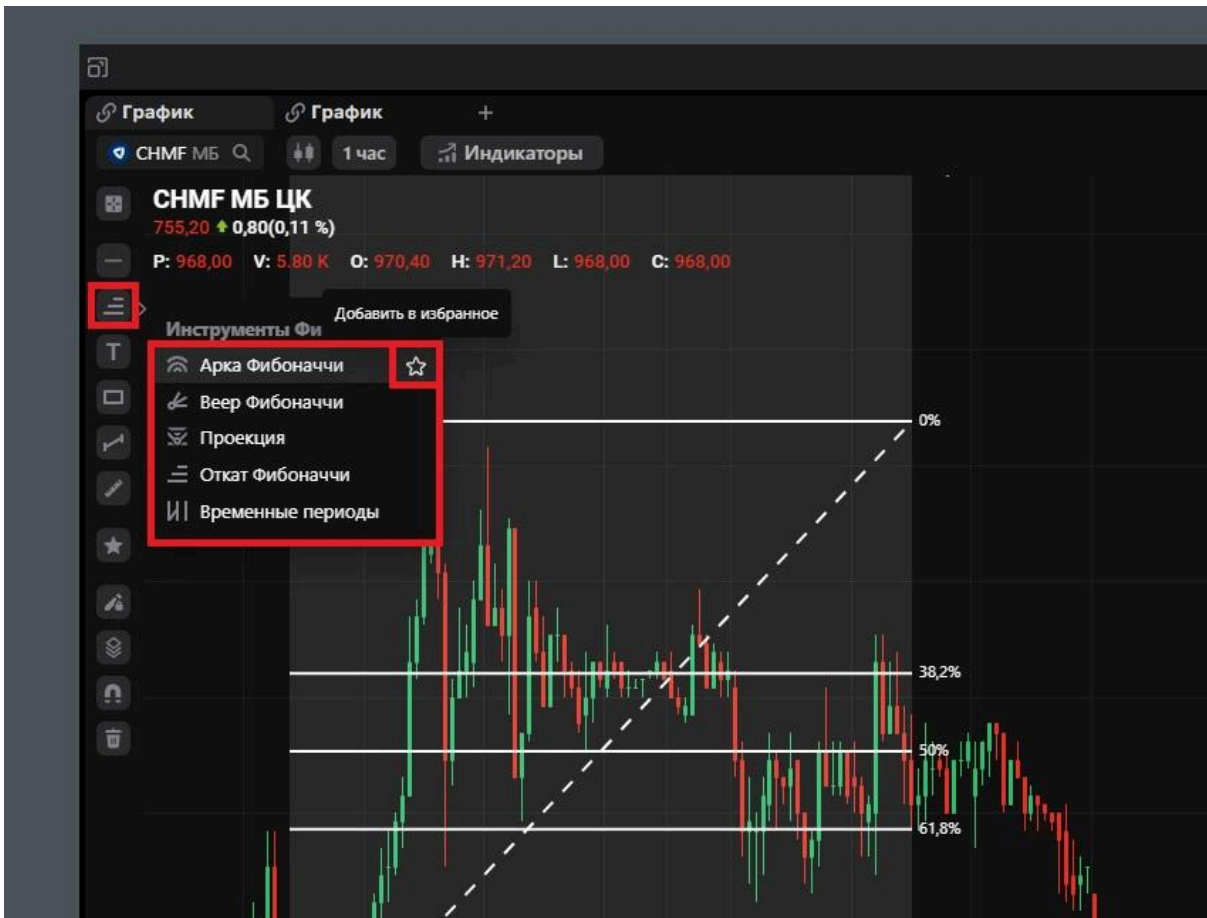 График График +
CHMF МБ 1 час Индикаторы
CHMF МБ ЦК
755,20 0,80(0,11 %)
P: 968,00 V: 5.80 K O: 970,40 H: 971,20 L: 968,00 C: 968,00
Добавить в избранное
Инструменты Фи
T
Арка Фибоначчи
Веер Фибоначчи
Проекция
Откат Фибоначчи
Временные периоды
0%
38,2%
50%
61,8%